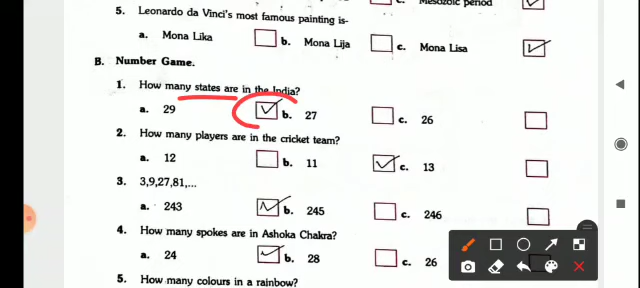 c. Mesozoic period
5. Leonardo da Vinci's most famous painting is-
a. Mona Lika b. Mona Lija c. Mona Lisa
B. Number Game.
1. How many states are in the India?
a. 29 b. 27 c. 26
2. How many players are in the cricket team?
a. 12 b. 11 c. 13
3. 3,9,27,81,...
a. 243 b. 245 c. 246
4. How many spokes are in Ashoka Chakra?
a. 24 b. 28 c. 26
5. How many colours in a rainbow?